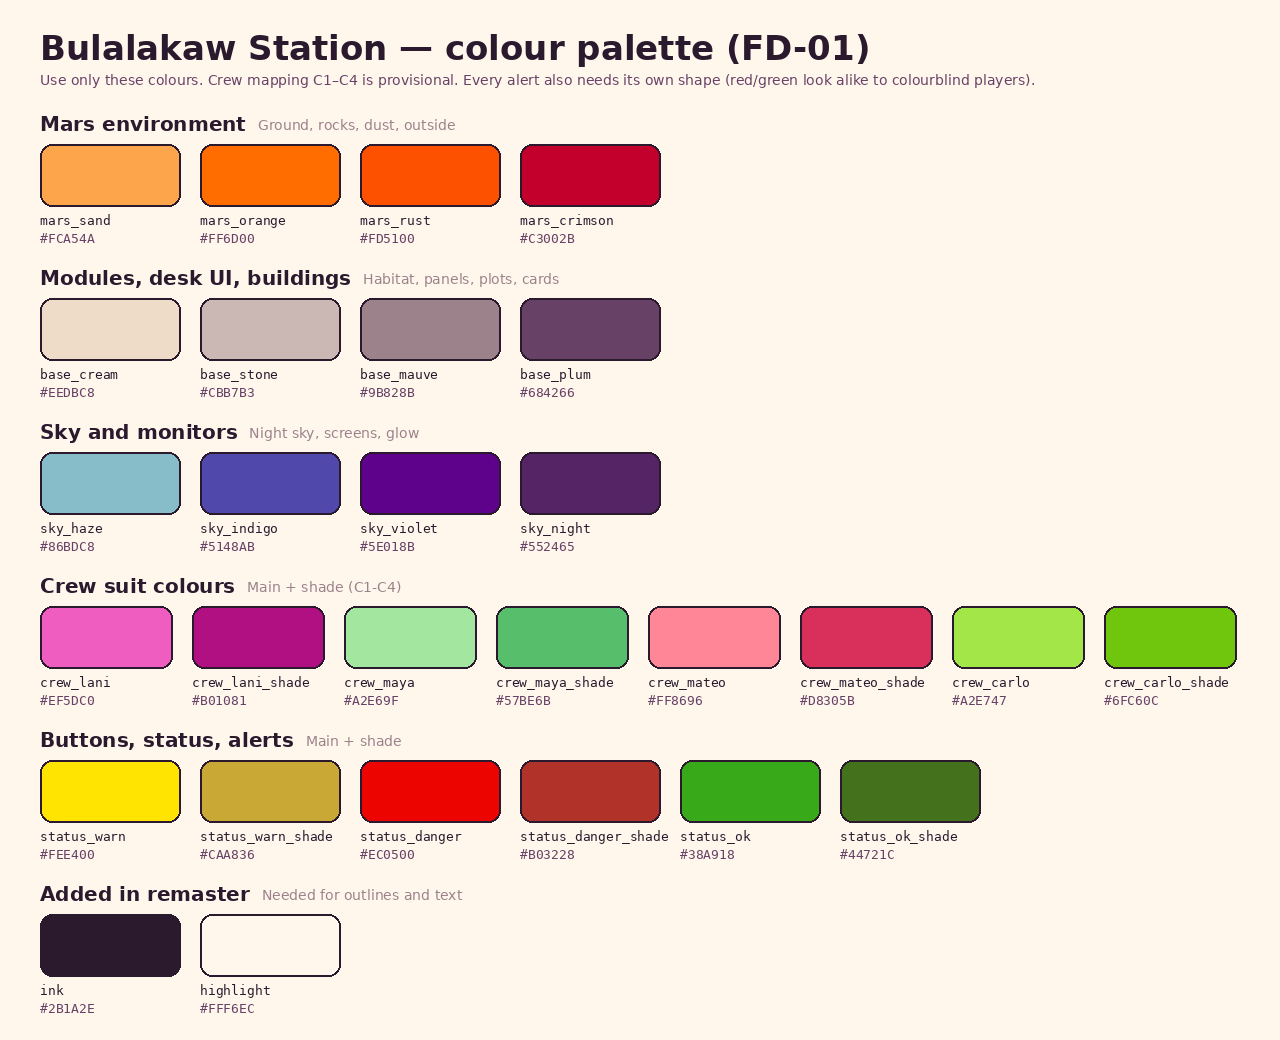 Bulalakaw Station — colour palette (FD-01)
Use only these colours. Crew mapping C1–C4 is provisional. Every alert also needs its own shape (red/green look alike to colourblind players).
Mars environment Ground, rocks, dust, outside
mars_sand mars_orange mars_rust mars_crimson
#FCA54A #FF6D00 #FD5100 #C3002B
Modules, desk UI, buildings Habitat, panels, plots, cards
base_cream base_stone base_mauve base_plum
#EEDBC8 #CBB7B3 #9B828B #684266
Sky and monitors Night sky, screens, glow
sky_haze sky_indigo sky_violet sky_night
#86BDC8 #5148AB #5E018B #552465
Crew suit colours Main + shade (C1-C4)
crew_lani crew_lani_shade crew_maya crew_maya_shade crew_mateo crew_mateo_shade crew_carlo crew_carlo_shade
#EF5DC0 #B01081 #A2E69F #57BE6B #FF8696 #D8305B #A2E747 #6FC60C
Buttons, status, alerts Main + shade
status_warn status_warn_shade status_danger status_danger_shade status_ok status_ok_shade
#FEE400 #CAA836 #EC0500 #B03228 #38A918 #44721C
Added in remaster Needed for outlines and text
ink highlight
#2B1A2E #FFF6EC